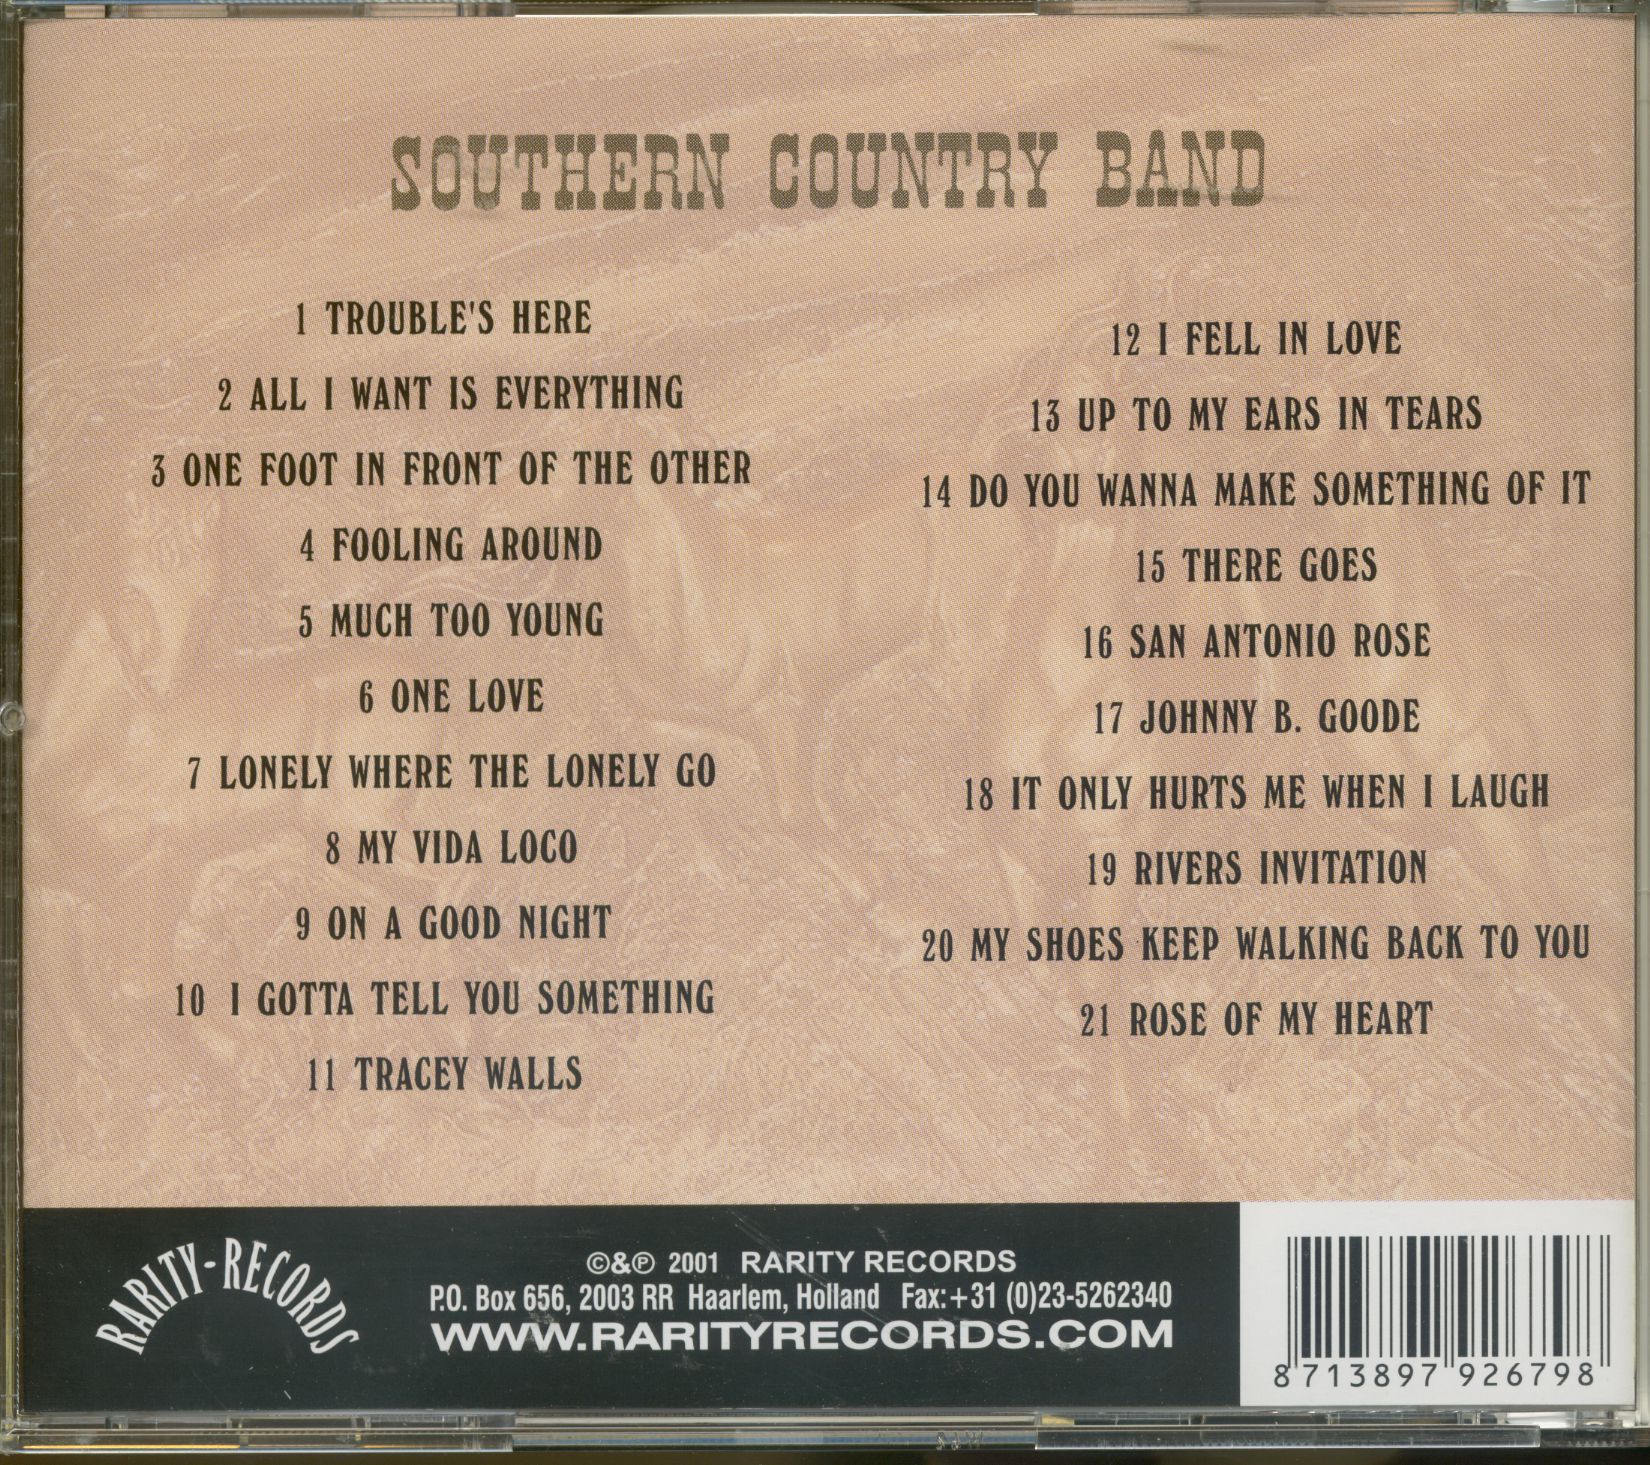 SOUTHERN COUNTRY BAND
1 TROUBLE'S HERE
2 ALL I WANT IS EVERYTHING
3 ONE FOOT IN FRONT OF THE OTHER
4 FOOLING AROUND
5 MUCH TOO YOUNG
6 ONE LOVE
7 LONELY WHERE THE LONELY GO
8 MY VIDA LOCO
9 ON A GOOD NIGHT
10 I GOTTA TELL YOU SOMETHING
11 TRACEY WALLS
12 I FELL IN LOVE
13 UP TO MY EARS IN TEARS
14 DO YOU WANNA MAKE SOMETHING OF IT
15 THERE GOES
16 SAN ANTONIO ROSE
17 JOHNNY B. GOODE
18 IT ONLY HURTS ME WHEN I LAUGH
19 RIVERS INVITATION
20 MY SHOES KEEP WALKING BACK TO YOU
21 ROSE OF MY HEART
RARITY-RECORDS
©&℗ 2001 RARITY RECORDS
P.O. Box 656, 2003 RR Haarlem, Holland Fax:+31 (0)23-5262340
WWW.RARITYRECORDS.COM
8 713897 926798